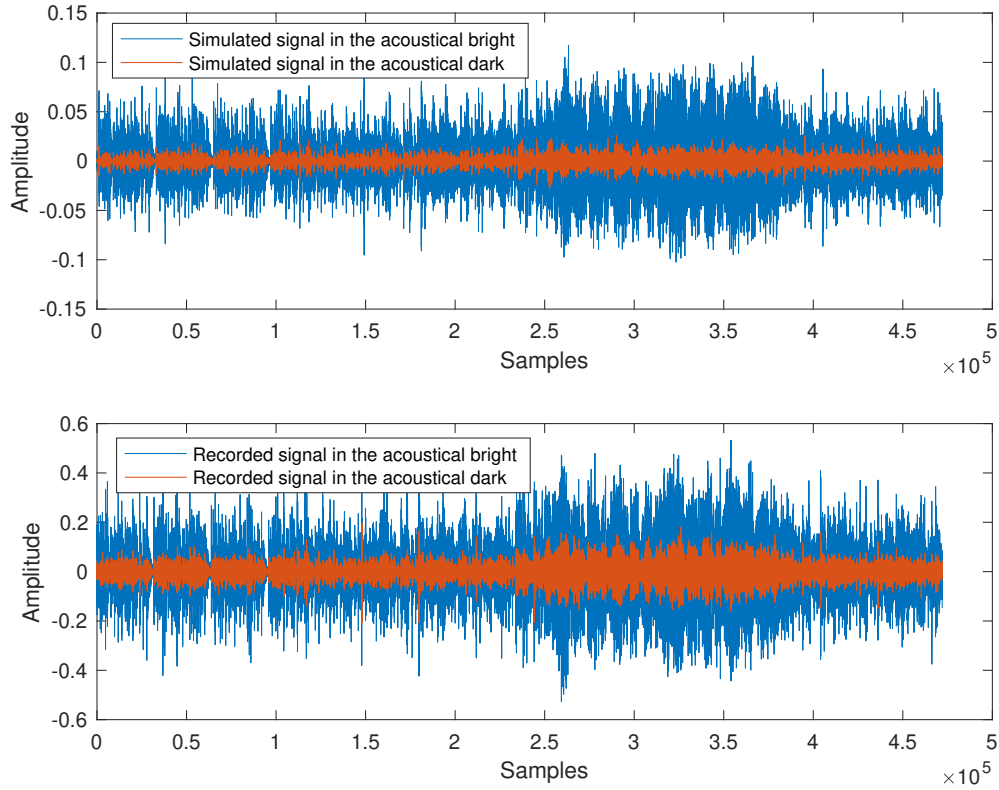 0.15
0.1
0.05
0
-0.05
-0.1
-0.15
Amplitude
Simulated signal in the acoustical bright
Simulated signal in the acoustical dark
0 0.5 1 1.5 2 2.5 3 3.5 4 4.5 5
Samples
×10^5
0.6
0.4
0.2
0
-0.2
-0.4
-0.6
Amplitude
Recorded signal in the acoustical bright
Recorded signal in the acoustical dark
0 0.5 1 1.5 2 2.5 3 3.5 4 4.5 5
Samples
×10^5